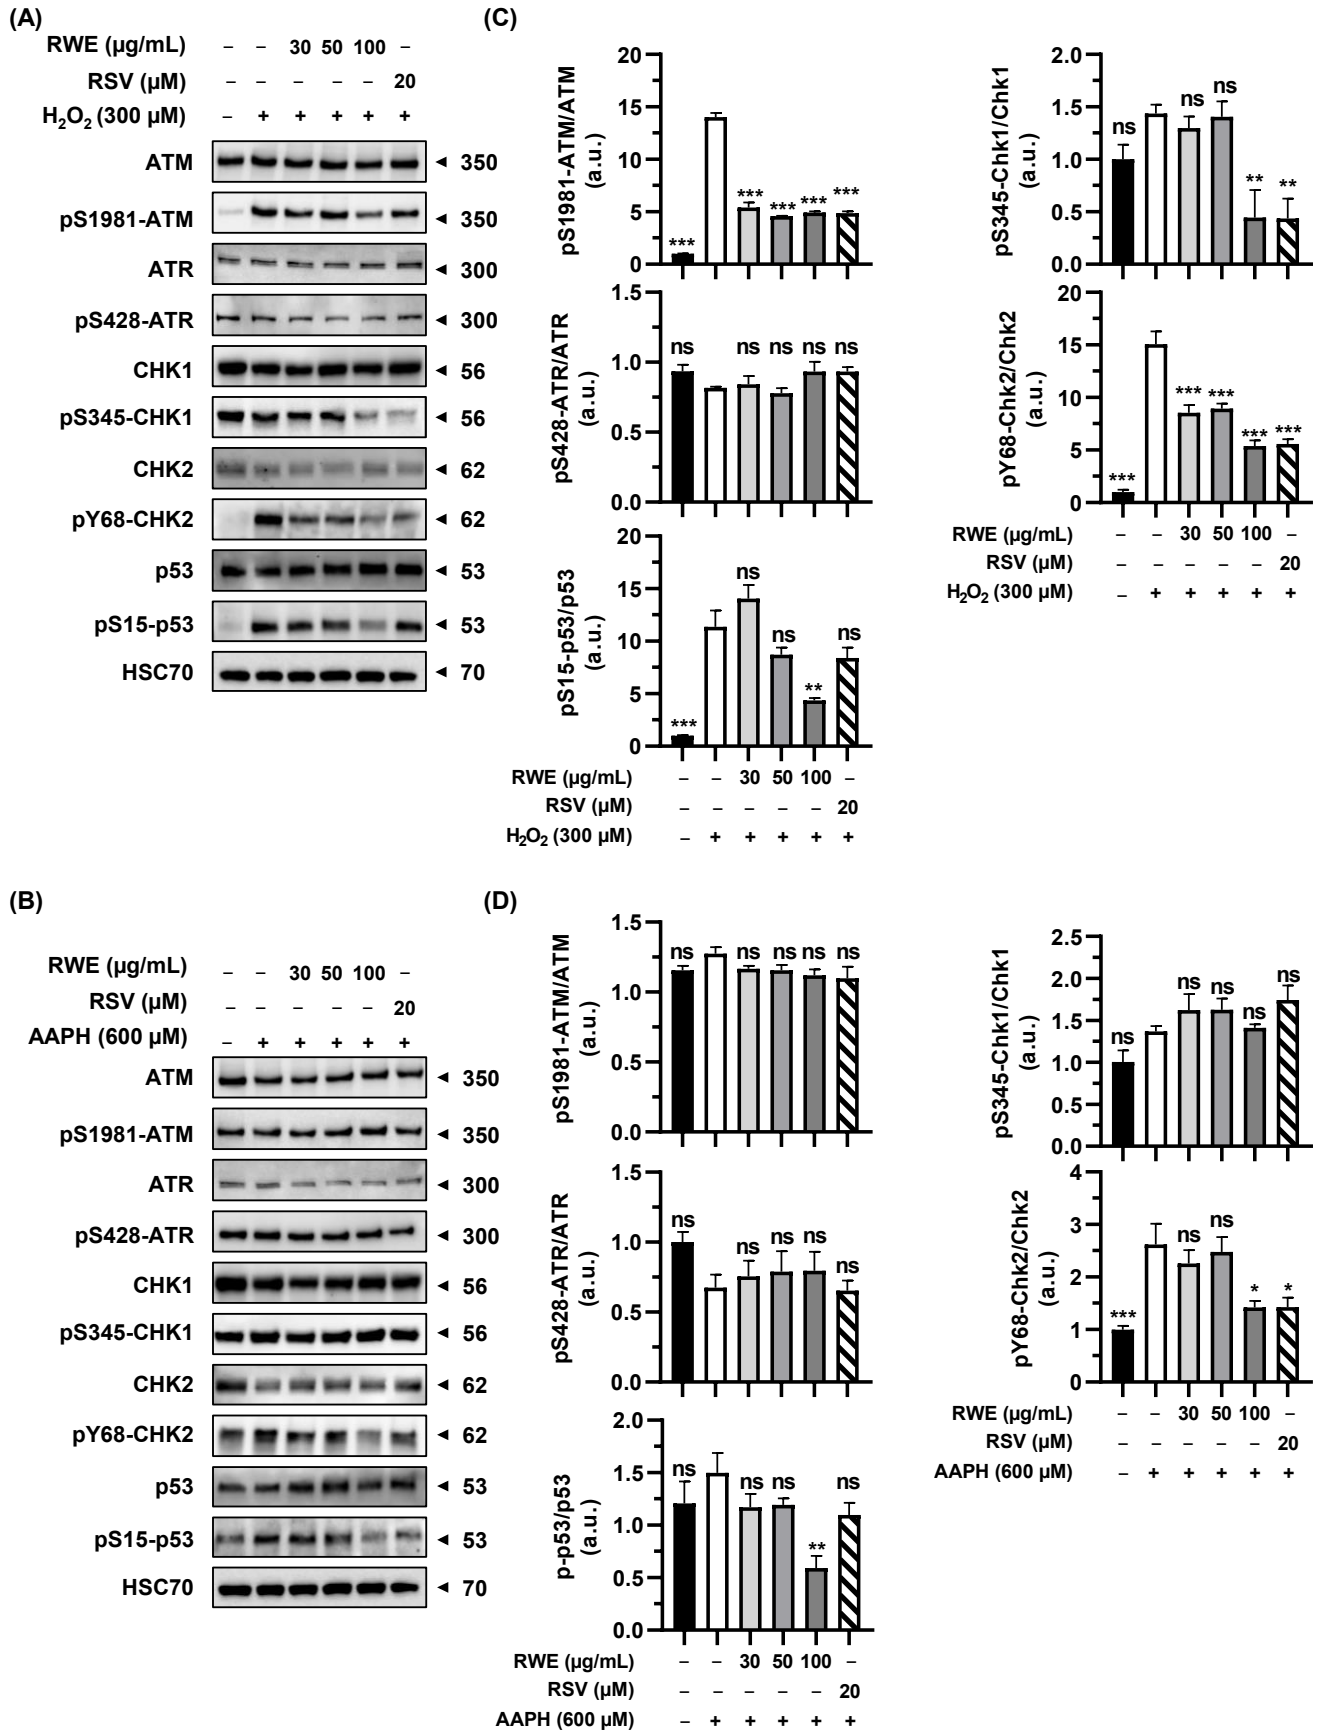 (A)
RWE (µg/mL) – – 30 50 100 –
RSV (µM) – – – – – 20
H₂O₂ (300 µM) – + + + + +
ATM ◄ 350
pS1981-ATM ◄ 350
ATR ◄ 300
pS428-ATR ◄ 300
CHK1 ◄ 56
pS345-CHK1 ◄ 56
CHK2 ◄ 62
pY68-CHK2 ◄ 62
p53 ◄ 53
pS15-p53 ◄ 53
HSC70 ◄ 70
(C)
pS1981-ATM/ATM
(a.u.)
20
15
10
5
0
*** *** *** *** ***
pS428-ATR/ATR
(a.u.)
1.5
1.0
0.5
0.0
ns ns ns ns ns
pS15-p53/p53
(a.u.)
20
15
10
5
0
*** ns ns ** ns
RWE (µg/mL) – – 30 50 100 –
RSV (µM) – – – – – 20
H₂O₂ (300 µM) – + + + + +
pS345-Chk1/Chk1
(a.u.)
2.0
1.5
1.0
0.5
0.0
ns ns ns ** **
pY68-Chk2/Chk2
(a.u.)
20
15
10
5
0
*** *** *** *** ***
RWE (µg/mL) – – 30 50 100 –
RSV (µM) – – – – – 20
H₂O₂ (300 µM) – + + + + +
(B)
RWE (µg/mL) – – 30 50 100 –
RSV (µM) – – – – – 20
AAPH (600 µM) – + + + + +
ATM ◄ 350
pS1981-ATM ◄ 350
ATR ◄ 300
pS428-ATR ◄ 300
CHK1 ◄ 56
pS345-CHK1 ◄ 56
CHK2 ◄ 62
pY68-CHK2 ◄ 62
p53 ◄ 53
pS15-p53 ◄ 53
HSC70 ◄ 70
(D)
pS1981-ATM/ATM
(a.u.)
1.5
1.0
0.5
0.0
ns ns ns ns ns
pS428-ATR/ATR
(a.u.)
1.5
1.0
0.5
0.0
ns ns ns ns ns
p-p53/p53
(a.u.)
2.0
1.5
1.0
0.5
0.0
ns ns ns ** ns
RWE (µg/mL) – – 30 50 100 –
RSV (µM) – – – – – 20
AAPH (600 µM) – + + + + +
pS345-Chk1/Chk1
(a.u.)
2.5
2.0
1.5
1.0
0.5
0.0
ns ns ns ns ns
pY68-Chk2/Chk2
(a.u.)
4
3
2
1
0
*** ns ns * *
RWE (µg/mL) – – 30 50 100 –
RSV (µM) – – – – – 20
AAPH (600 µM) – + + + + +